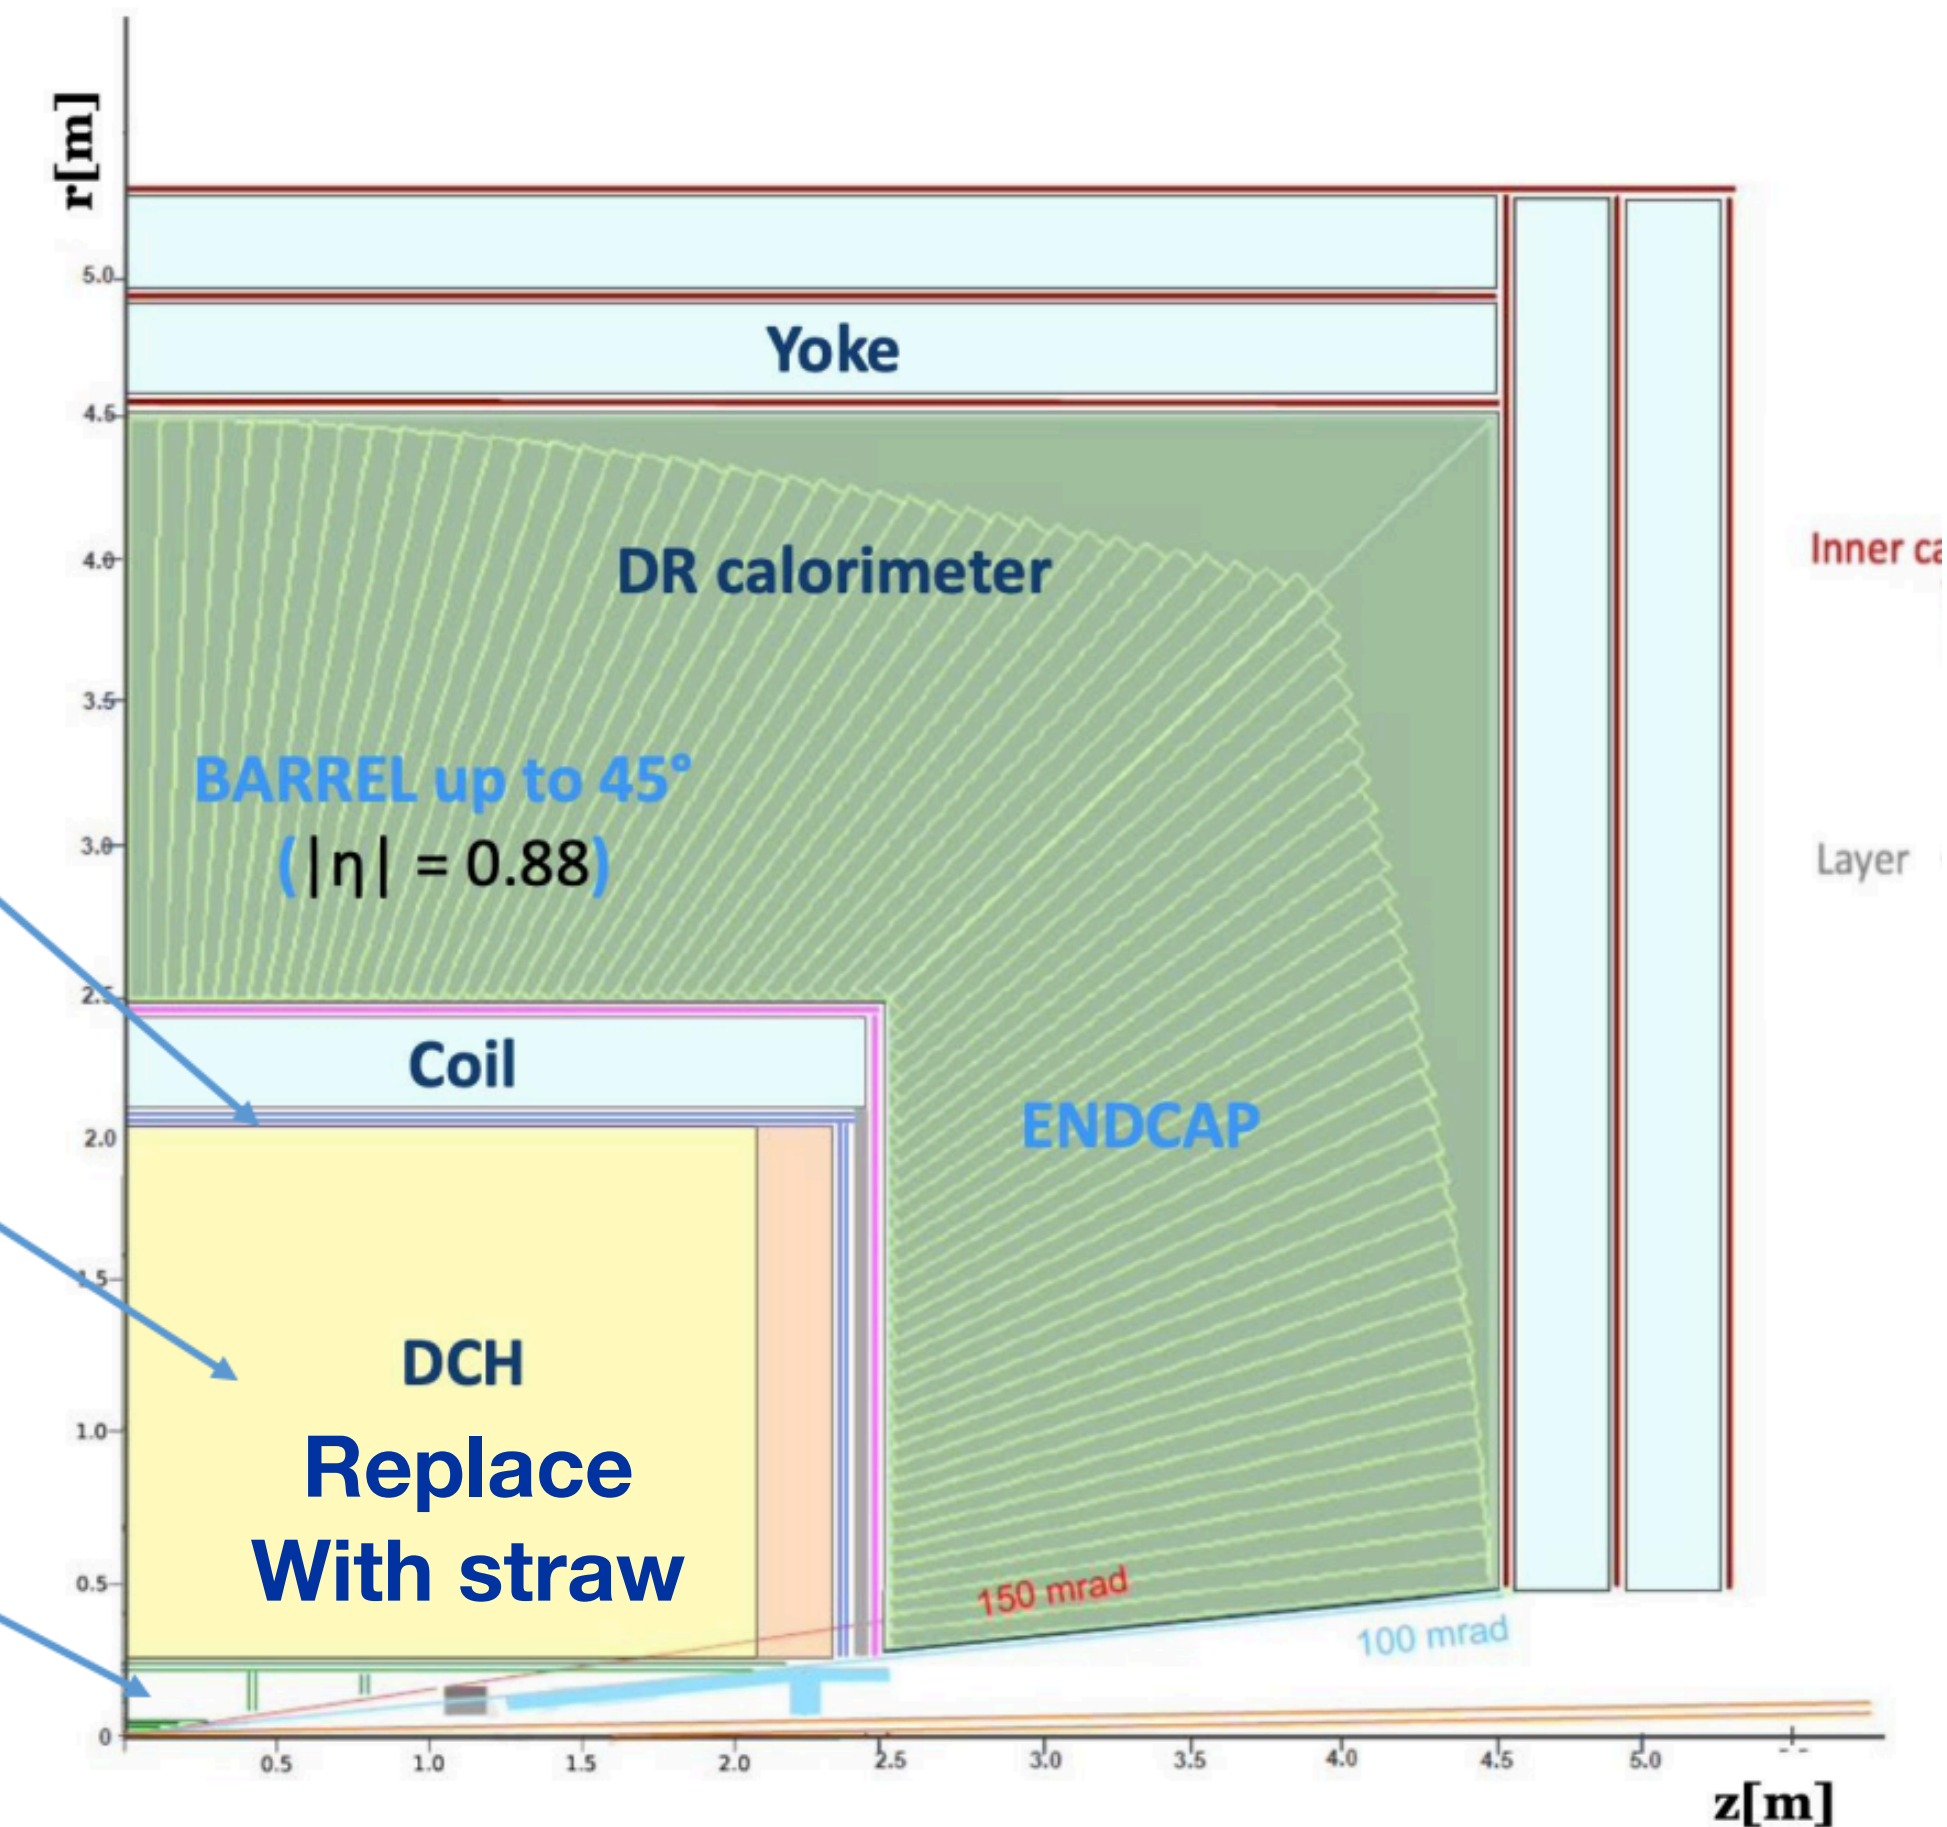 r[m]
5.0
Yoke
4.5
DR calorimeter
4.0
Inner ca
3.5
BARREL up to 45°
(|η| = 0.88)
3.0
Layer
2.5
Coil
ENDCAP
2.0
1.5
DCH
1.0
Replace
With straw
0.5
150 mrad
100 mrad
0
0.5 1.0 1.5 2.0 2.5 3.0 3.5 4.0 4.5 5.0
z[m]